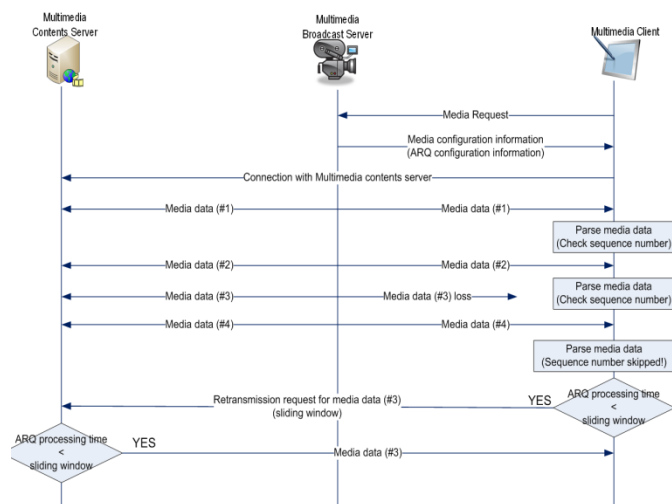 Multimedia
Contents Server
Multimedia
Broadcast Server
Multimedia Client
Media Request
Media configuration information
(ARQ configuration information)
Connection with Multimedia contents server
Media data (#1)
Media data (#1)
Parse media data
(Check sequence number)
Media data (#2)
Media data (#2)
Media data (#3)
Media data (#3) loss
Parse media data
(Check sequence number)
Media data (#4)
Media data (#4)
Parse media data
(Sequence number skipped!)
Retransmission request for media data (#3)
(sliding window)
YES
ARQ processing time
<
sliding window
ARQ processing time
<
sliding window
YES
Media data (#3)